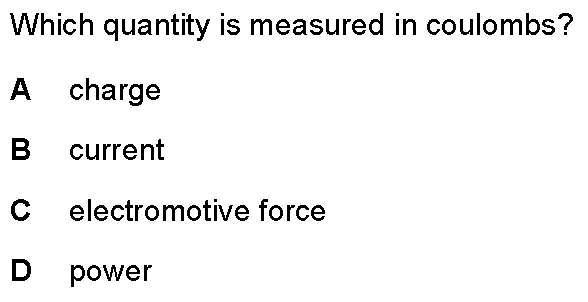 Which quantity is measured in coulombs?
A charge
B current
C electromotive force
D power